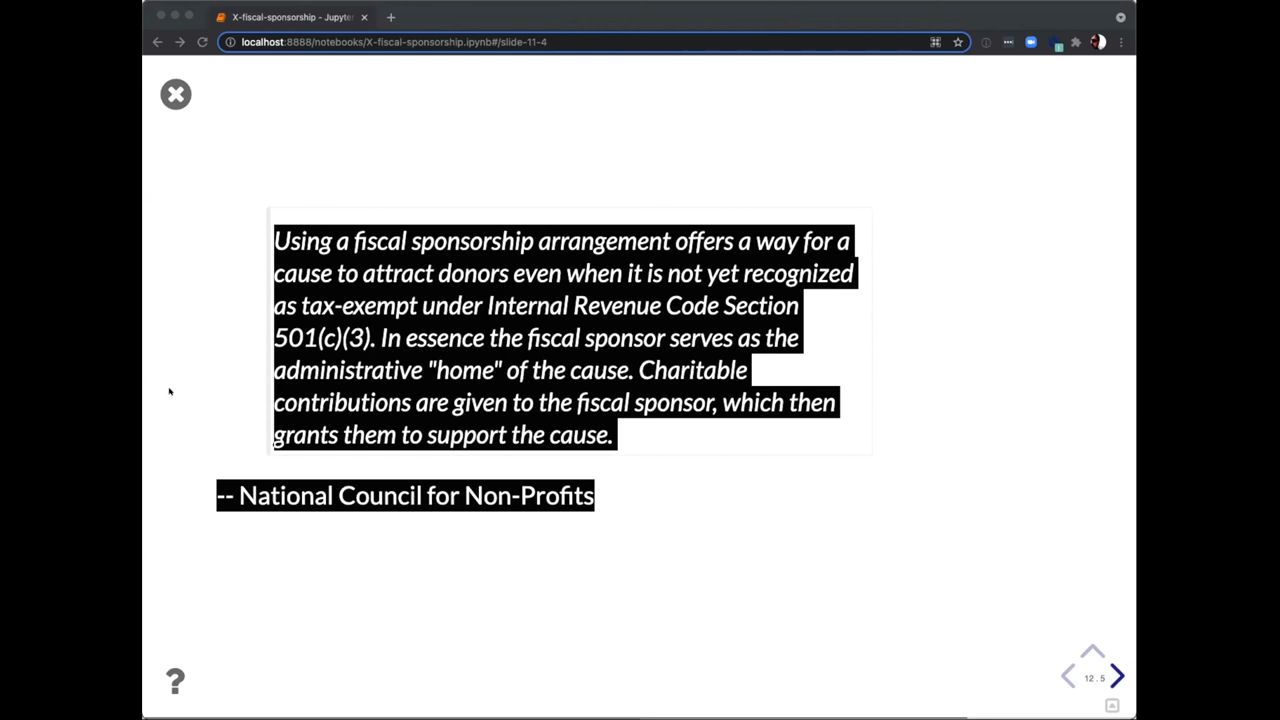 X-fiscal-sponsorship - Jupyte
localhost:8888/notebooks/X-fiscal-sponsorship.ipynb#/slide-11-4
Using a fiscal sponsorship arrangement offers a way for a
cause to attract donors even when it is not yet recognized
as tax-exempt under Internal Revenue Code Section
501(c)(3). In essence the fiscal sponsor serves as the
administrative "home" of the cause. Charitable
contributions are given to the fiscal sponsor, which then
grants them to support the cause.
-- National Council for Non-Profits
?
12 . 5